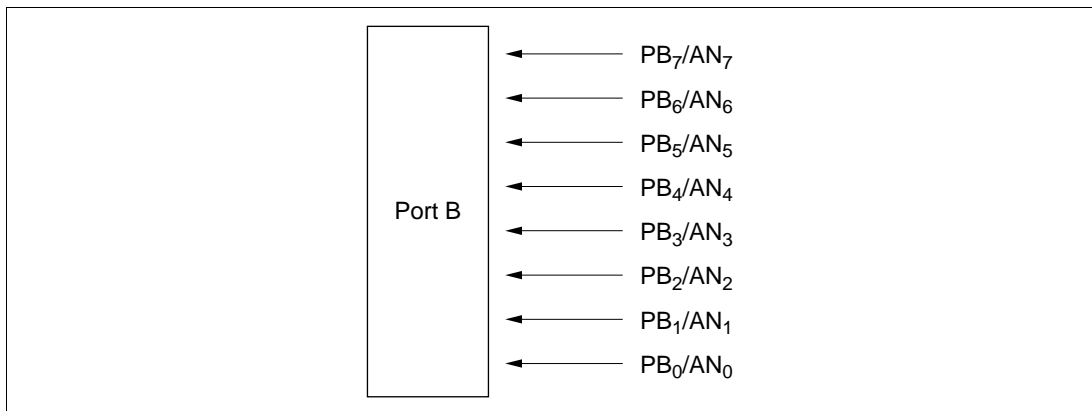 PB₇/AN₇
PB₆/AN₆
PB₅/AN₅
PB₄/AN₄
Port B
PB₃/AN₃
PB₂/AN₂
PB₁/AN₁
PB₀/AN₀